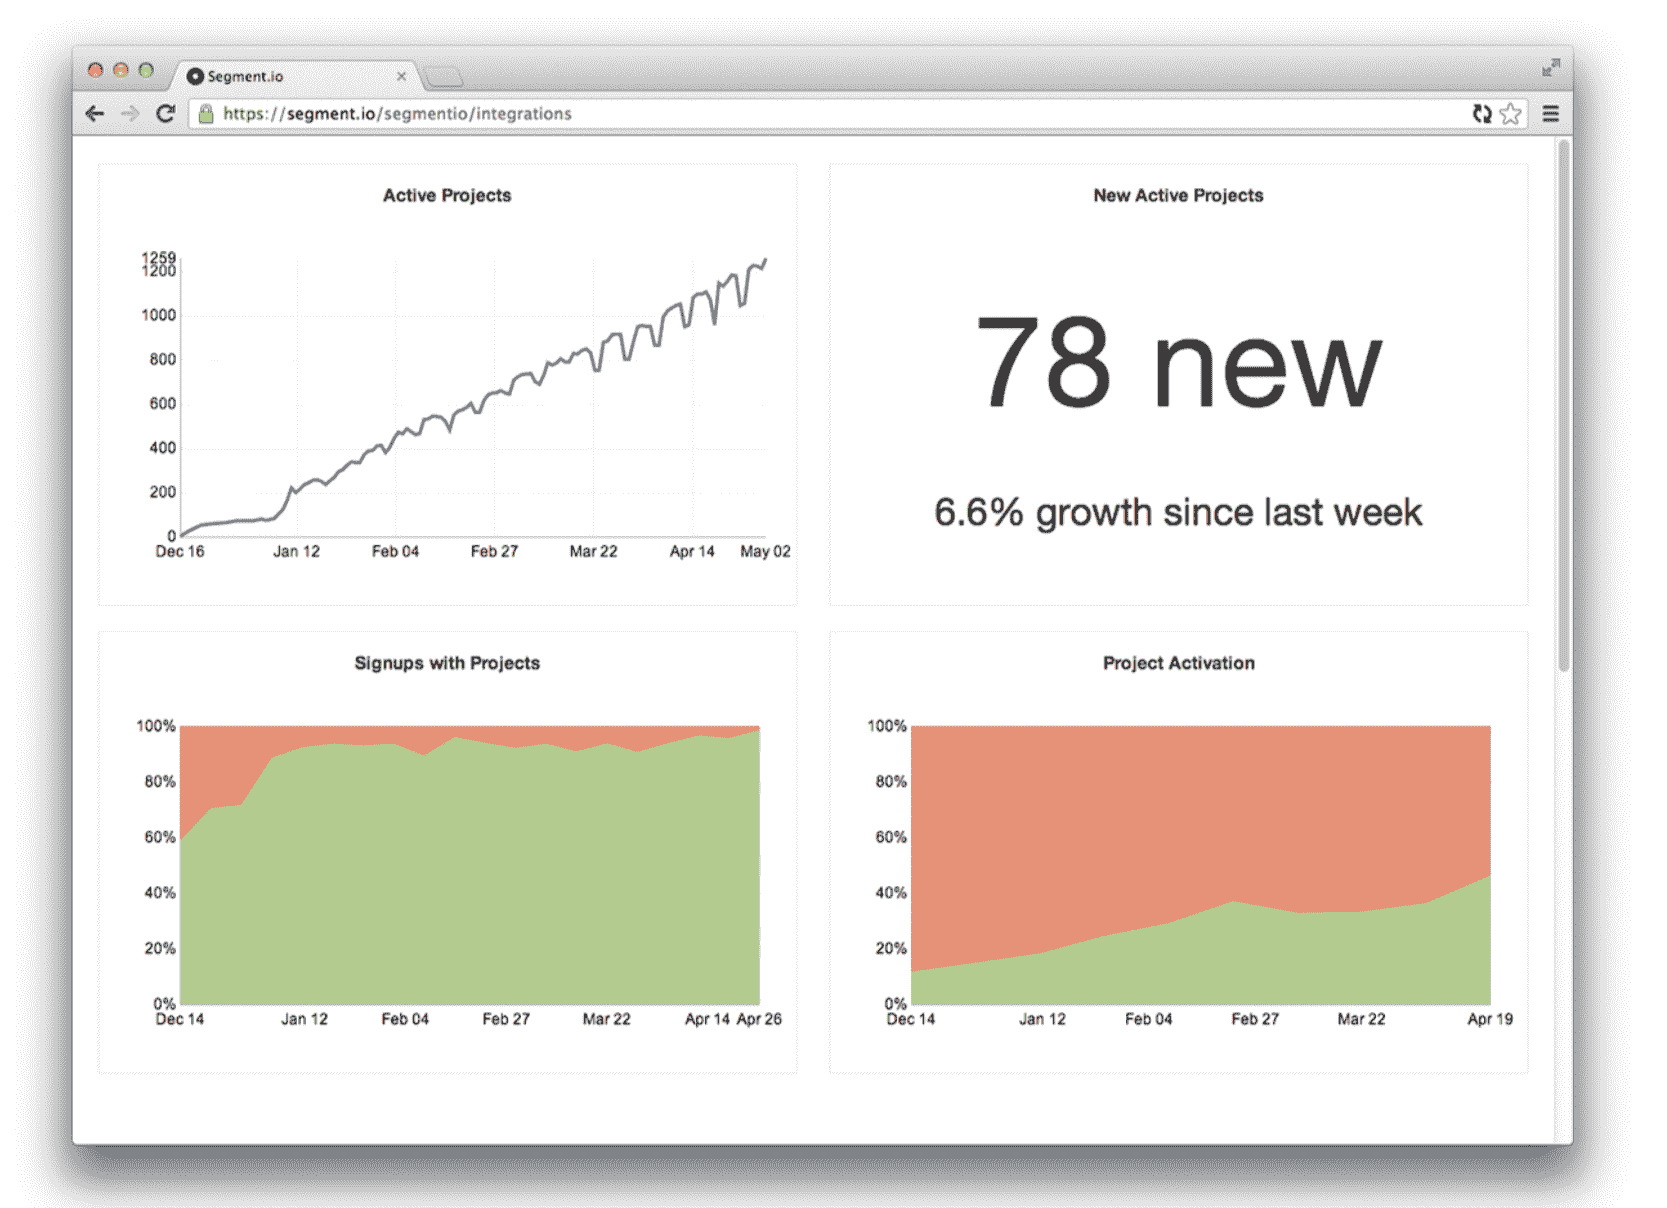 Segment.io
https://segment.io/segmentio/integrations
Active Projects
1259
1200
1000
800
600
400
200
0
Dec 16 Jan 12 Feb 04 Feb 27 Mar 22 Apr 14 May 02
New Active Projects
78 new
6.6% growth since last week
Signups with Projects
100%
80%
60%
40%
20%
0%
Dec 14 Jan 12 Feb 04 Feb 27 Mar 22 Apr 14 Apr 26
Project Activation
100%
80%
60%
40%
20%
0%
Dec 14 Jan 12 Feb 04 Feb 27 Mar 22 Apr 19